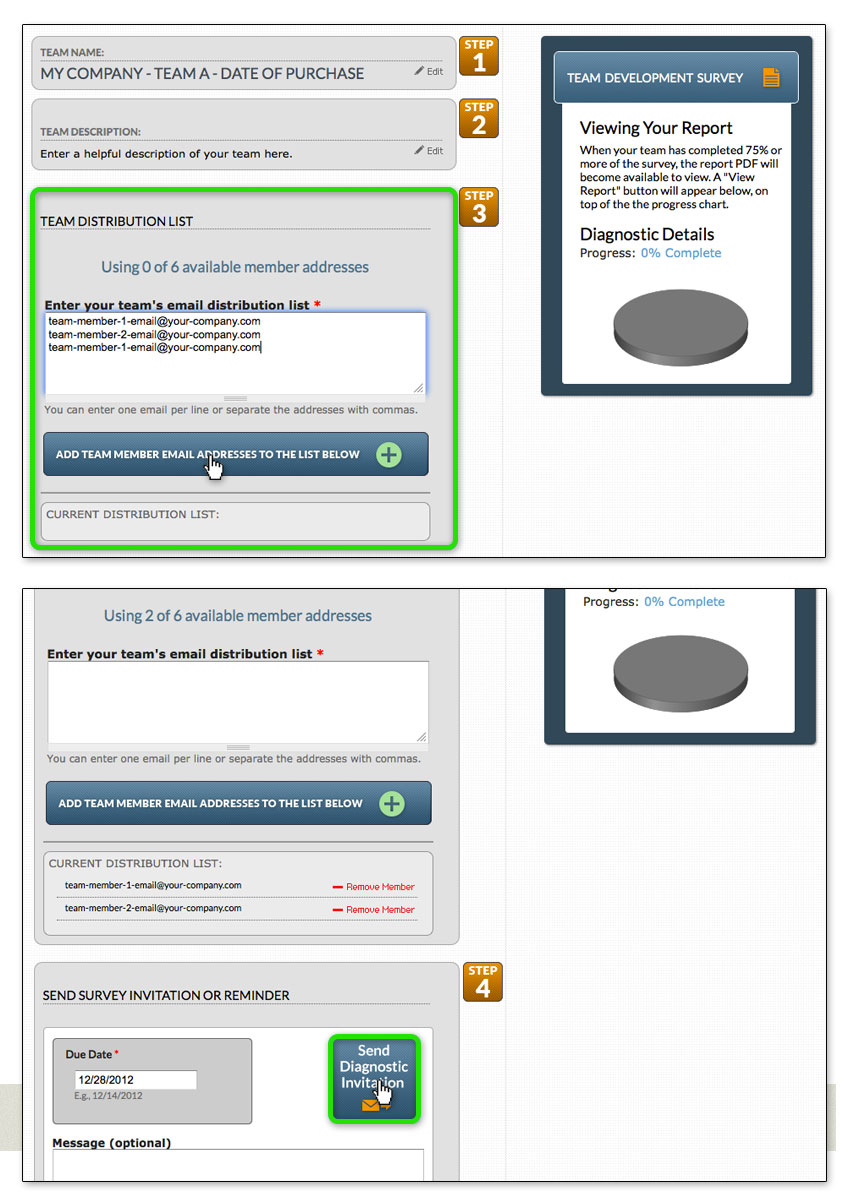 TEAM NAME:
MY COMPANY - TEAM A - DATE OF PURCHASE
Edit
STEP
1
TEAM DESCRIPTION:
Enter a helpful description of your team here.
Edit
STEP
2
TEAM DISTRIBUTION LIST
STEP
3
Using 0 of 6 available member addresses
Enter your team's email distribution list *
team-member-1-email@your-company.com
team-member-2-email@your-company.com
team-member-1-email@your-company.com
You can enter one email per line or separate the addresses with commas.
ADD TEAM MEMBER EMAIL ADDRESSES TO THE LIST BELOW
CURRENT DISTRIBUTION LIST:
TEAM DEVELOPMENT SURVEY
Viewing Your Report
When your team has completed 75% or
more of the survey, the report PDF will
become available to view. A "View
Report" button will appear below, on
top of the the progress chart.
Diagnostic Details
Progress: 0% Complete
Using 2 of 6 available member addresses
Enter your team's email distribution list *
You can enter one email per line or separate the addresses with commas.
ADD TEAM MEMBER EMAIL ADDRESSES TO THE LIST BELOW
CURRENT DISTRIBUTION LIST:
team-member-1-email@your-company.com
Remove Member
team-member-2-email@your-company.com
Remove Member
Progress: 0% Complete
SEND SURVEY INVITATION OR REMINDER
STEP
4
Due Date *
12/28/2012
E.g., 12/14/2012
Send
Diagnostic
Invitation
Message (optional)